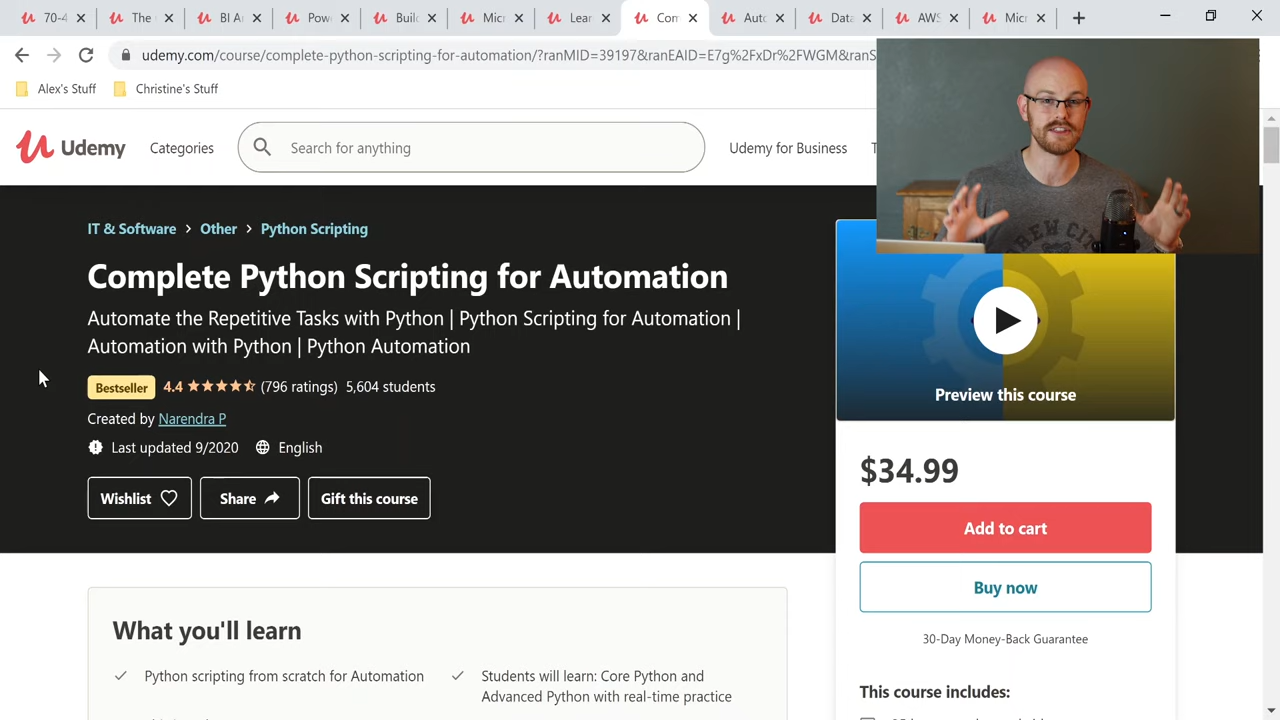 70-4
The
BI A
Pow
Build
Micr
Lear
Com
Auto
Data
AWS
Micr
udemy.com/course/complete-python-scripting-for-automation/?ranMID=39197&ranEAID=E7g%2FxDr%2FWGM&ranS
Alex's Stuff
Christine's Stuff
Udemy
Categories
Search for anything
Udemy for Business
T
IT & Software > Other > Python Scripting
Complete Python Scripting for Automation
Automate the Repetitive Tasks with Python | Python Scripting for Automation |
Automation with Python | Python Automation
Bestseller 4.4 (796 ratings) 5,604 students
Created by Narendra P
Last updated 9/2020 English
Wishlist
Share
Gift this course
Preview this course
$34.99
Add to cart
Buy now
30-Day Money-Back Guarantee
This course includes:
What you'll learn
Python scripting from scratch for Automation
Students will learn: Core Python and
Advanced Python with real-time practice